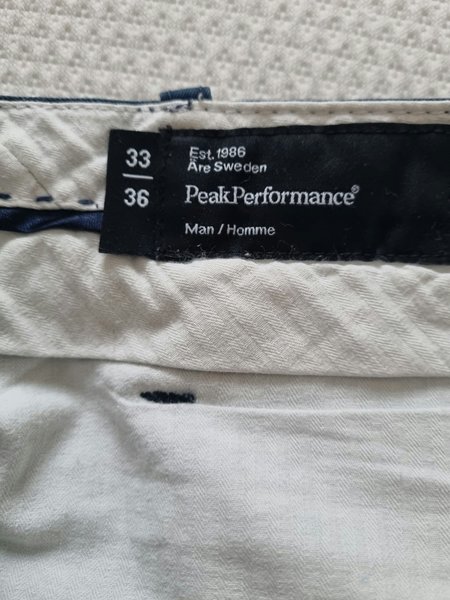 33
36
Est. 1986
Åre Sweden
PeakPerformance®
Man / Homme